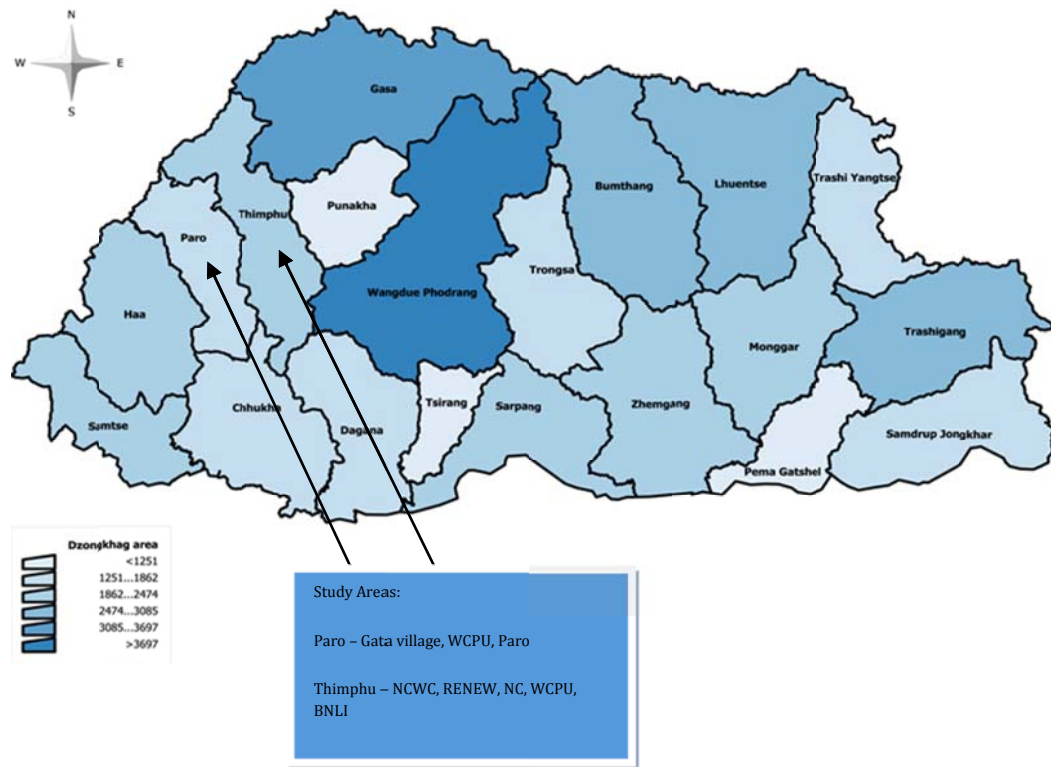 N
W E
S
Gasa
Punakha
Thimphu
Paro
Haa
Wangdue Phodrang
Bumthang
Lhuentse
Trashi Yangtse
Trongsa
Trashigang
Monggar
Zhemgang
Sarpang
Tsirang
Dagana
Chhukha
Samtse
Pema Gatshel
Samdrup Jongkhar
Dzongkhag area
<1251
1251...1862
1862...2474
2474...3085
3085...3697
>3697
Study Areas:
Paro – Gata village, WCPU, Paro
Thimphu – NCWC, RENEW, NC, WCPU,
BNLI